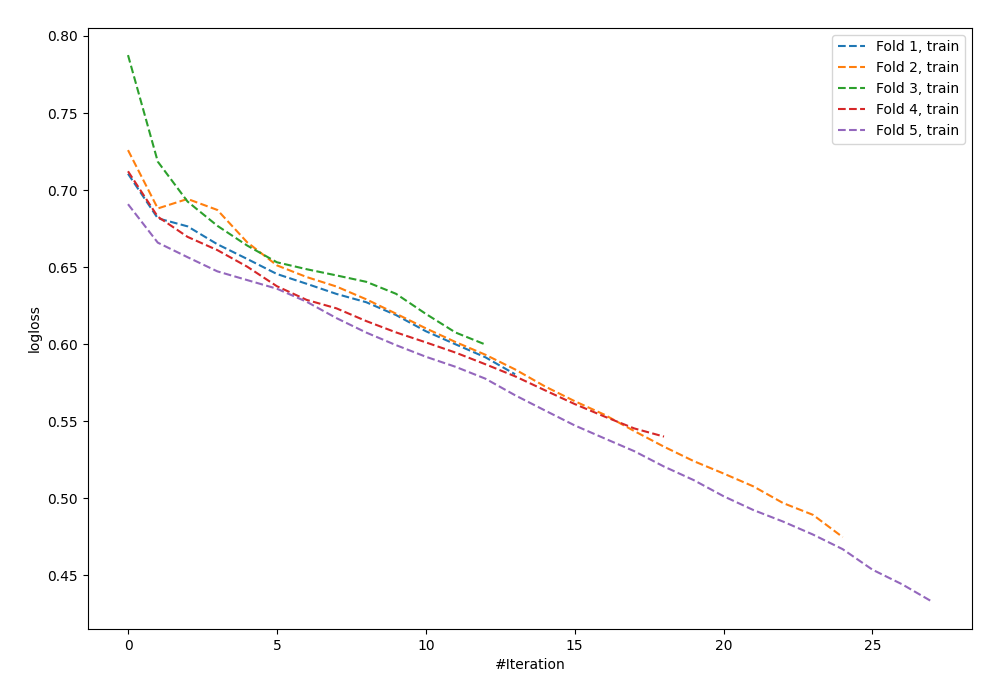 0.80
0.75
0.70
0.65
0.60
0.55
0.50
0.45
logloss
0
5
10
15
20
25
#Iteration
Fold 1, train
Fold 2, train
Fold 3, train
Fold 4, train
Fold 5, train